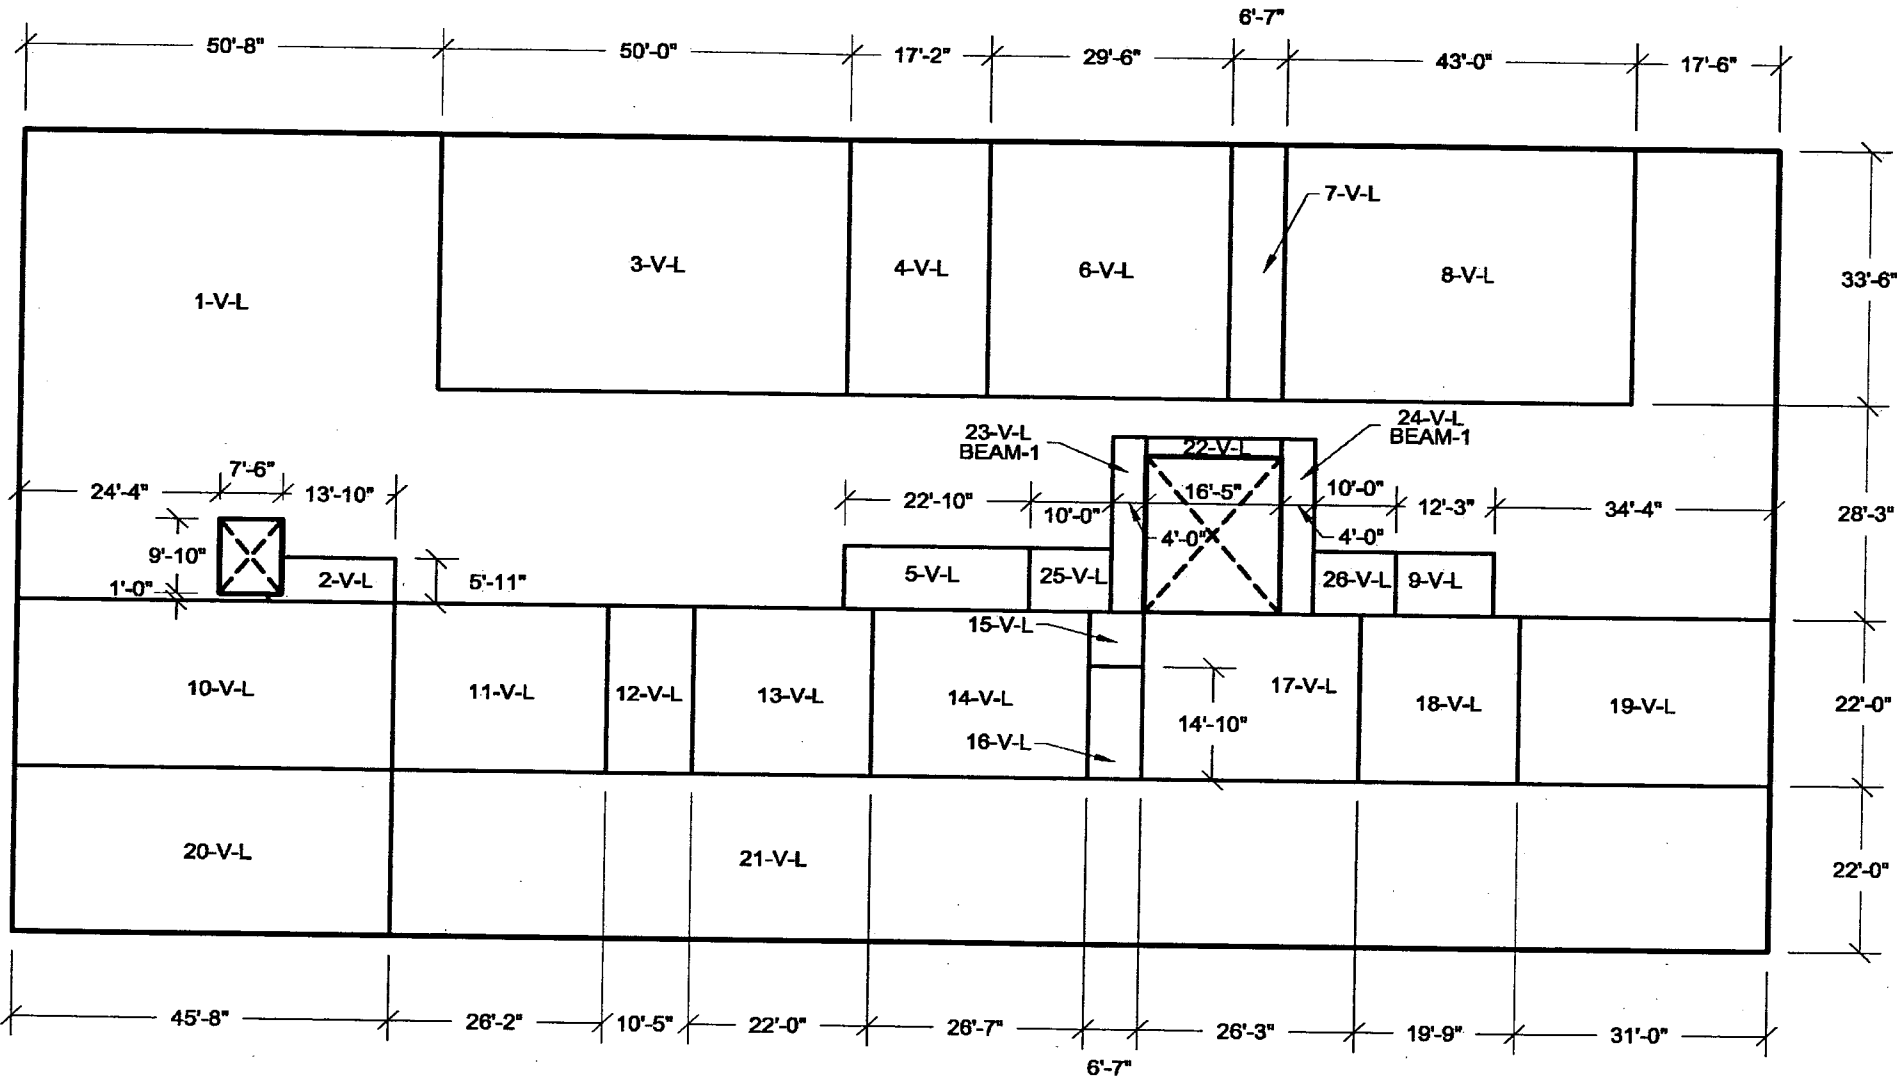 6'-7"
50'-8"
50'-0"
17'-2"
29'-6"
43'-0"
17'-6"
7-V-L
3-V-L
4-V-L
6-V-L
8-V-L
33'-6"
1-V-L
23-V-L
BEAM-1
22-V-L
24-V-L
BEAM-1
7'-6"
24'-4"
13'-10"
22'-10"
10'-0"
16'-5"
10'-0"
12'-3"
34'-4"
28'-3"
4'-0"
4'-0"
9'-10"
1'-0"
2-V-L
5'-11"
5-V-L
25-V-L
26-V-L
9-V-L
15-V-L
10-V-L
11-V-L
12-V-L
13-V-L
14-V-L
17-V-L
18-V-L
19-V-L
22'-0"
14'-10"
16-V-L
20-V-L
21-V-L
22'-0"
45'-8"
26'-2"
10'-5"
22'-0"
26'-7"
26'-3"
19'-9"
31'-0"
6'-7"